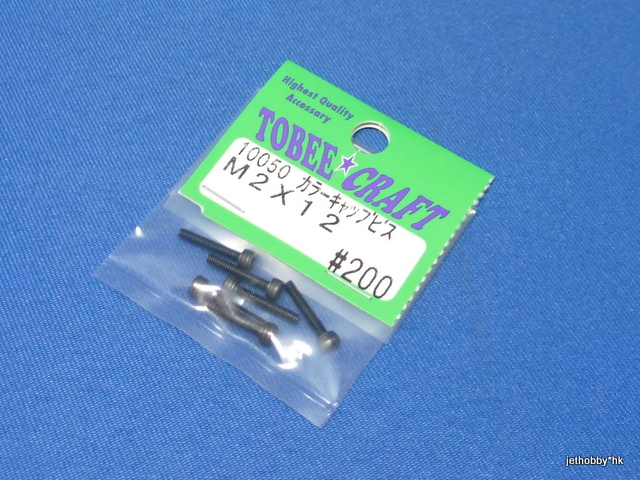 Highest Quality
Accessary
TOBEE★CRAFT
10050 カラーキャップビス
M2X12
#200
jethobby*hk